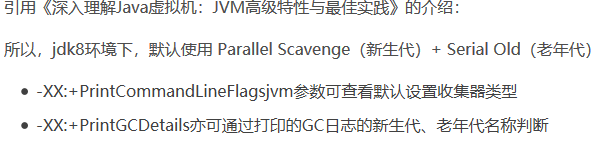 引用《深入理解Java虚拟机：JVM高级特性与最佳实践》的介绍：
所以，jdk8环境下，默认使用 Parallel Scavenge（新生代）+ Serial Old（老年代）
-XX:+PrintCommandLineFlagsjvm参数可查看默认设置收集器类型
-XX:+PrintGCDetails亦可通过打印的GC日志的新生代、老年代名称判断